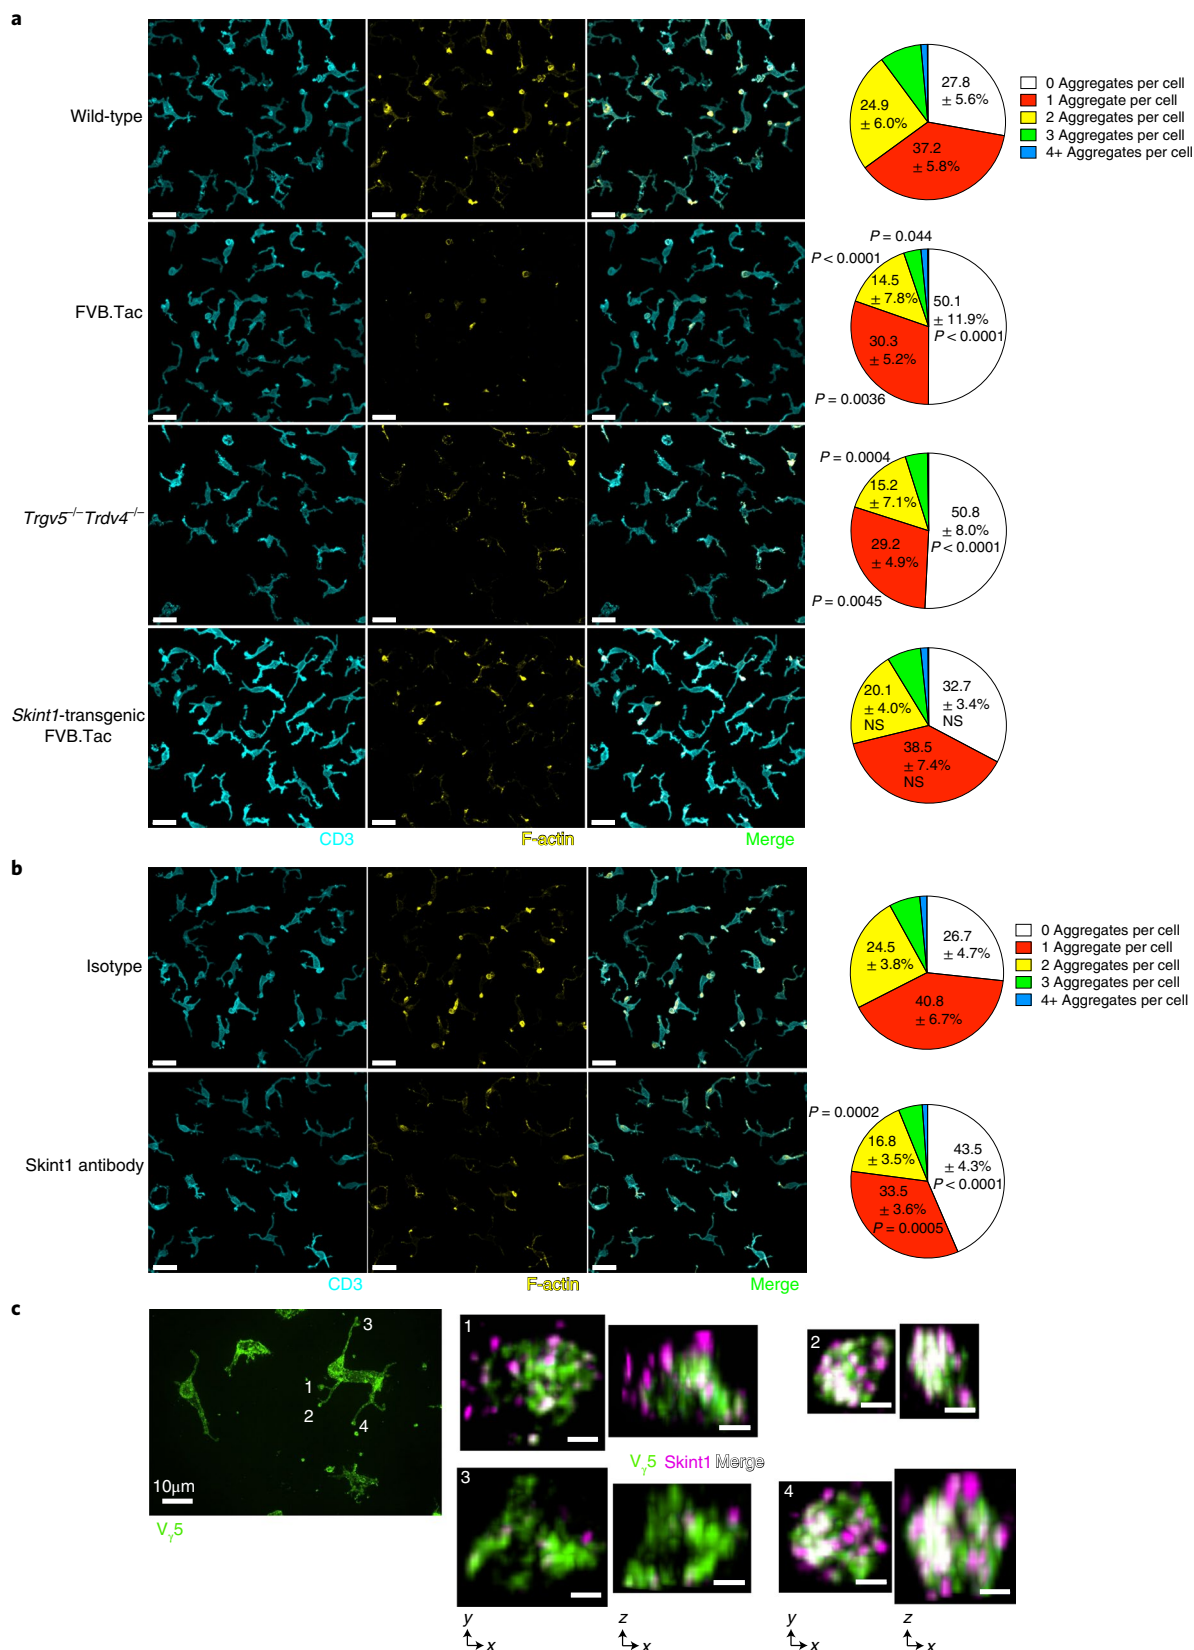 a
Wild-type
27.8
± 5.6%
24.9
± 6.0%
37.2
± 5.8%
0 Aggregates per cell
1 Aggregate per cell
2 Aggregates per cell
3 Aggregates per cell
4+ Aggregates per cell
FVB.Tac
P = 0.044
P < 0.0001
14.5
± 7.8%
50.1
± 11.9%
P < 0.0001
30.3
± 5.2%
P = 0.0036
Trgv5–/–Trdv4–/–
P = 0.0004
15.2
± 7.1%
50.8
± 8.0%
P < 0.0001
29.2
± 4.9%
P = 0.0045
Skint1-transgenic
FVB.Tac
20.1
± 4.0%
NS
32.7
± 3.4%
NS
38.5
± 7.4%
NS
CD3 F-actin Merge
b
Isotype
26.7
± 4.7%
24.5
± 3.8%
40.8
± 6.7%
0 Aggregates per cell
1 Aggregate per cell
2 Aggregates per cell
3 Aggregates per cell
4+ Aggregates per cell
Skint1 antibody
P = 0.0002
16.8
± 3.5%
43.5
± 4.3%
P < 0.0001
33.5
± 3.6%
P = 0.0005
CD3 F-actin Merge
c
3
1
2
4
10μm
Vγ5
1
2
Vγ5 Skint1 Merge
3
4
y
x
z
x
y
x
z
x